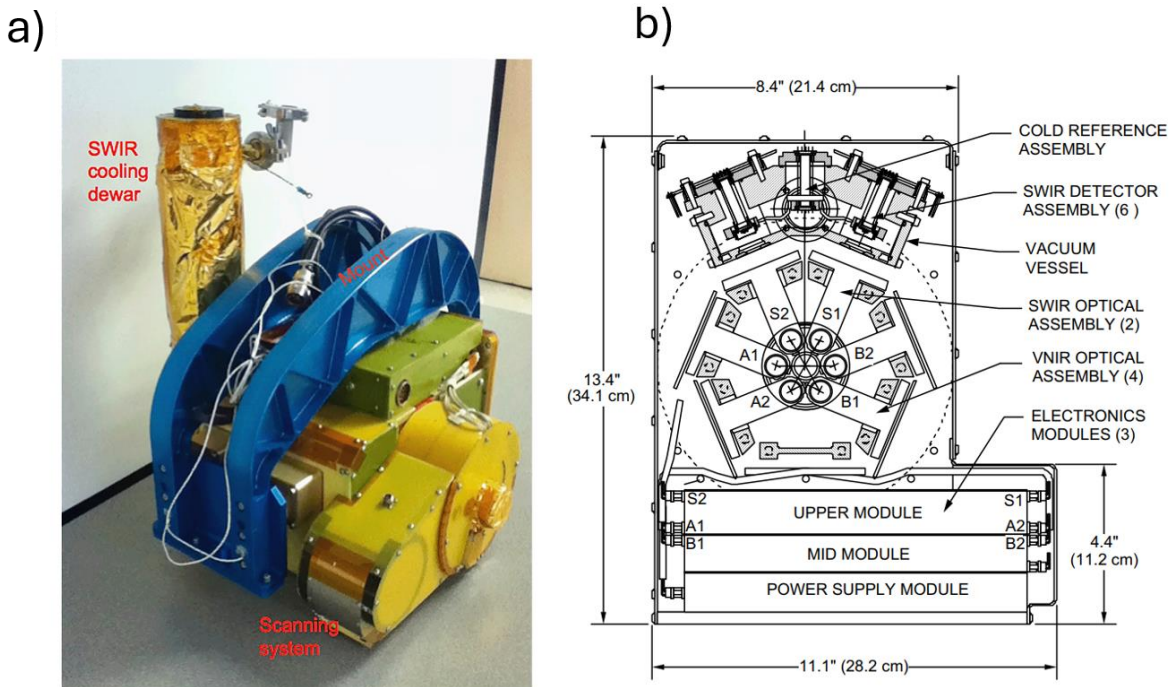 a)
SWIR
cooling
dewar
Mount
Scanning
system
b)
8.4" (21.4 cm)
COLD REFERENCE
ASSEMBLY
SWIR DETECTOR
ASSEMBLY (6 )
VACUUM
VESSEL
SWIR OPTICAL
ASSEMBLY (2)
VNIR OPTICAL
ASSEMBLY (4)
ELECTRONICS
MODULES (3)
13.4"
(34.1 cm)
S2 S1
A1 B2
A2 B1
S2 S1
UPPER MODULE
A1 A2
B1 B2
MID MODULE
POWER SUPPLY MODULE
4.4"
(11.2 cm)
11.1" (28.2 cm)